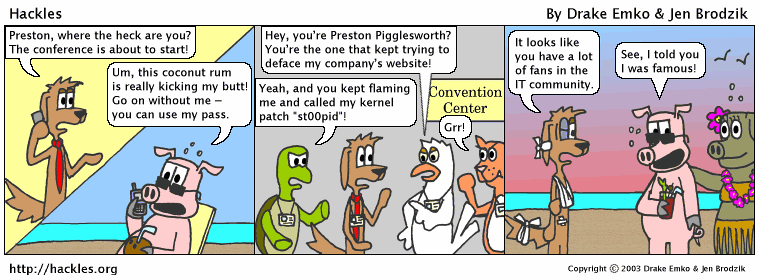 Hackles
By Drake Emko & Jen Brodzik
Preston, where the heck are you?
The conference is about to start!
Um, this coconut rum
is really kicking my butt!
Go on without me –
you can use my pass.
Hey, you're Preston Pigglesworth?
You're the one that kept trying to
deface my company's website!
Yeah, and you kept flaming
me and called my kernel
patch "st00pid"!
Convention
Center
Grr!
It looks like
you have a lot
of fans in the
IT community.
See, I told you
I was famous!
http://hackles.org
Copyright © 2003 Drake Emko & Jen Brodzik